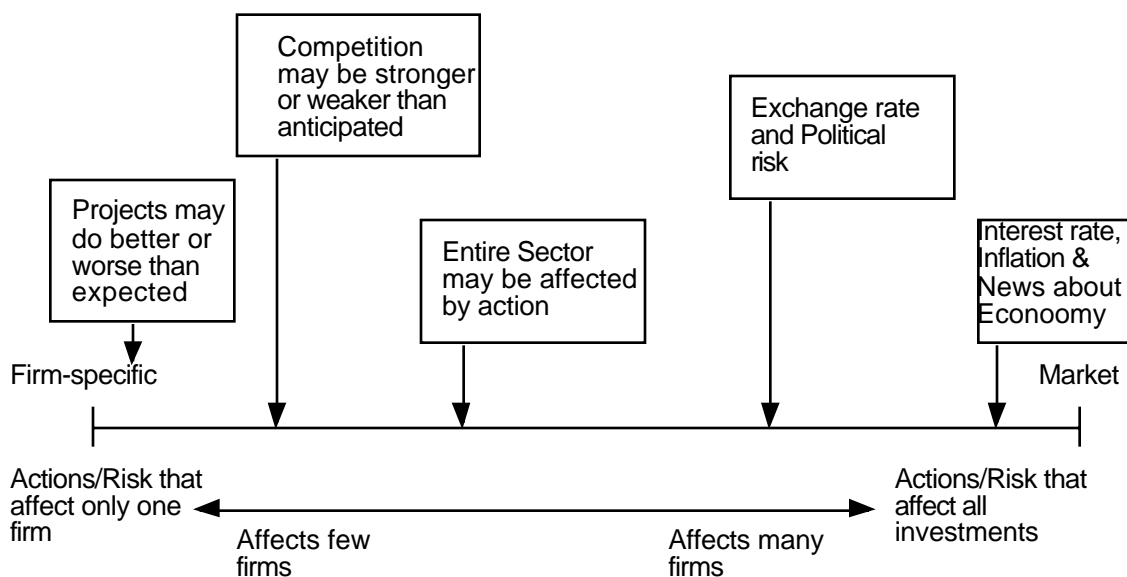 Competition
may be stronger
or weaker than
anticipated
Exchange rate
and Political
risk
Projects may
do better or
worse than
expected
Entire Sector
may be affected
by action
Interest rate,
Inflation &
News about
Econoomy
Firm-specific
Market
Actions/Risk that
affect only one
firm
Actions/Risk that
affect all
investments
Affects few
firms
Affects many
firms